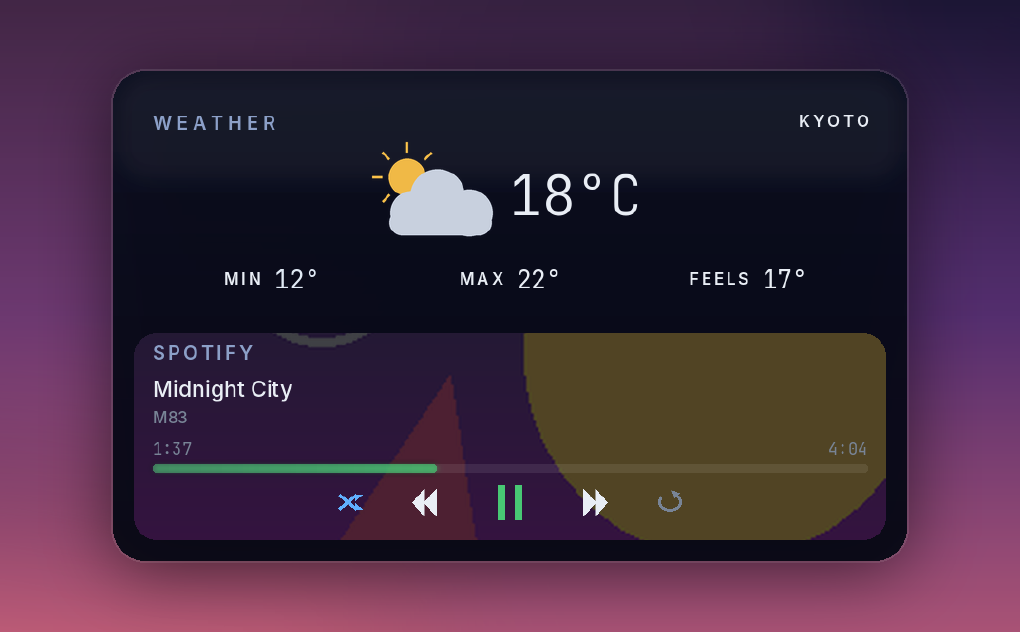 WEATHER
KYOTO
18°C
MIN 12° MAX 22° FEELS 17°
SPOTIFY
Midnight City
M83
1:37 4:04